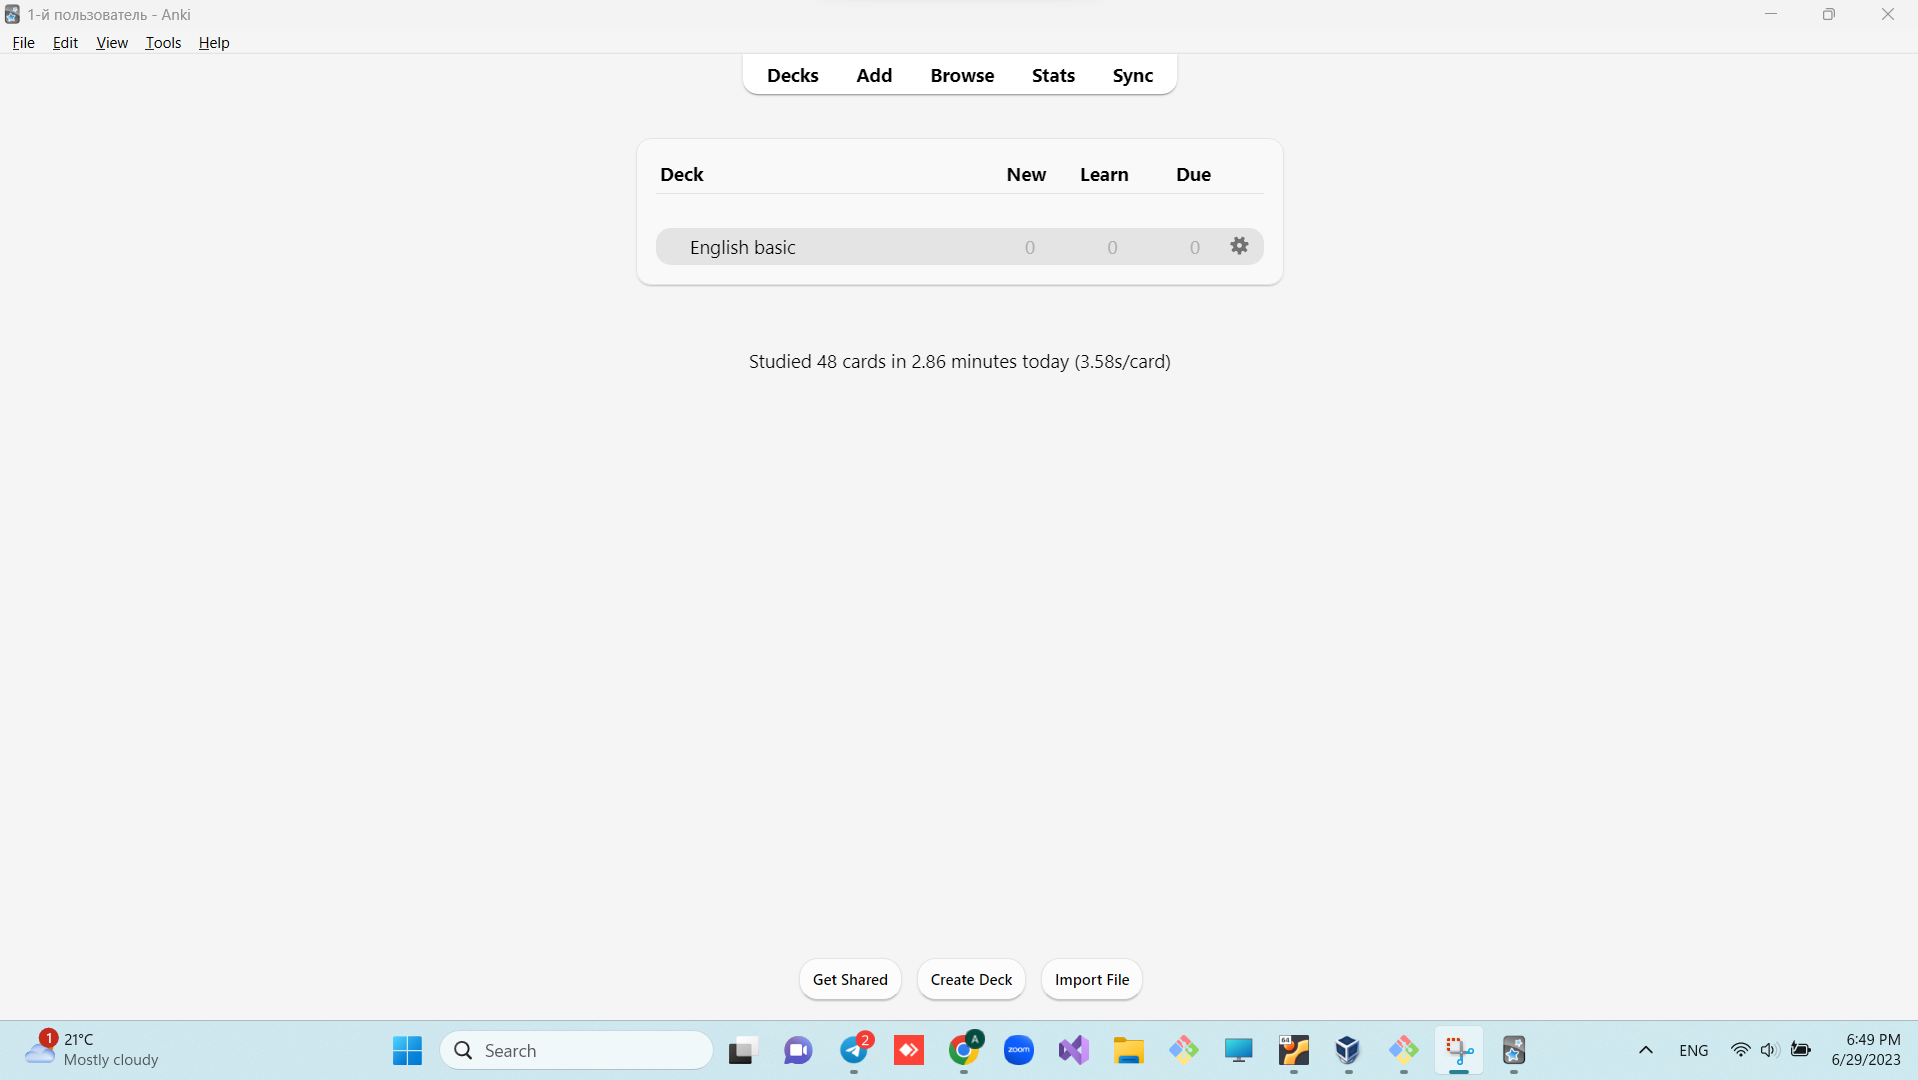 1-й пользователь - Anki
File Edit View Tools Help
Decks Add Browse Stats Sync
Deck New Learn Due
English basic 0 0 0
Studied 48 cards in 2.86 minutes today (3.58s/card)
Get Shared Create Deck Import File
1
21°C
Mostly cloudy
Search
2
A
zoom
64
ENG
6:49 PM
6/29/2023